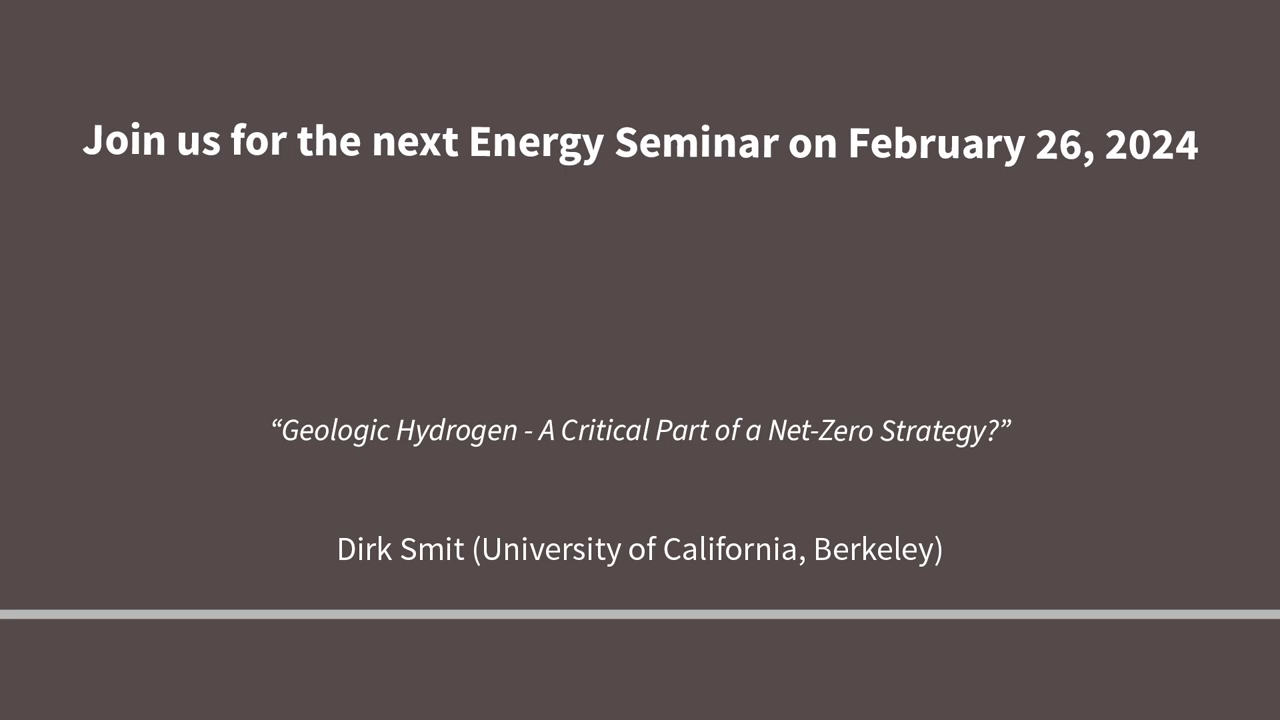 Join us for the next Energy Seminar on February 26, 2024
“Geologic Hydrogen - A Critical Part of a Net-Zero Strategy?”
Dirk Smit (University of California, Berkeley)